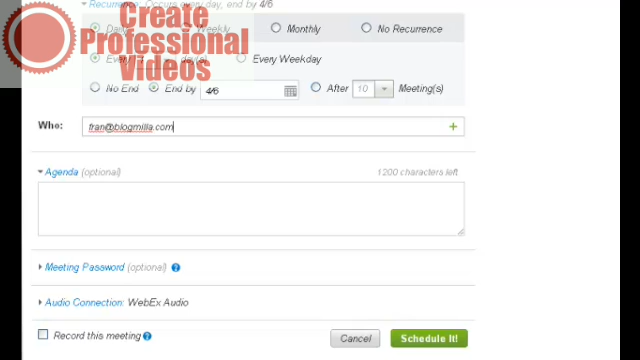 Recurrence: Occurs every day, end by 4/6
Daily Weekly Monthly No Recurrence
Every 1 day(s) Every Weekday
No End End by 4/6 After 10 Meeting(s)
Create
Professional
Videos
Who: fran@blogmilla.com +
Agenda (optional) 1200 characters left
Meeting Password (optional) ?
Audio Connection: WebEx Audio
Record this meeting ?
Cancel Schedule It!